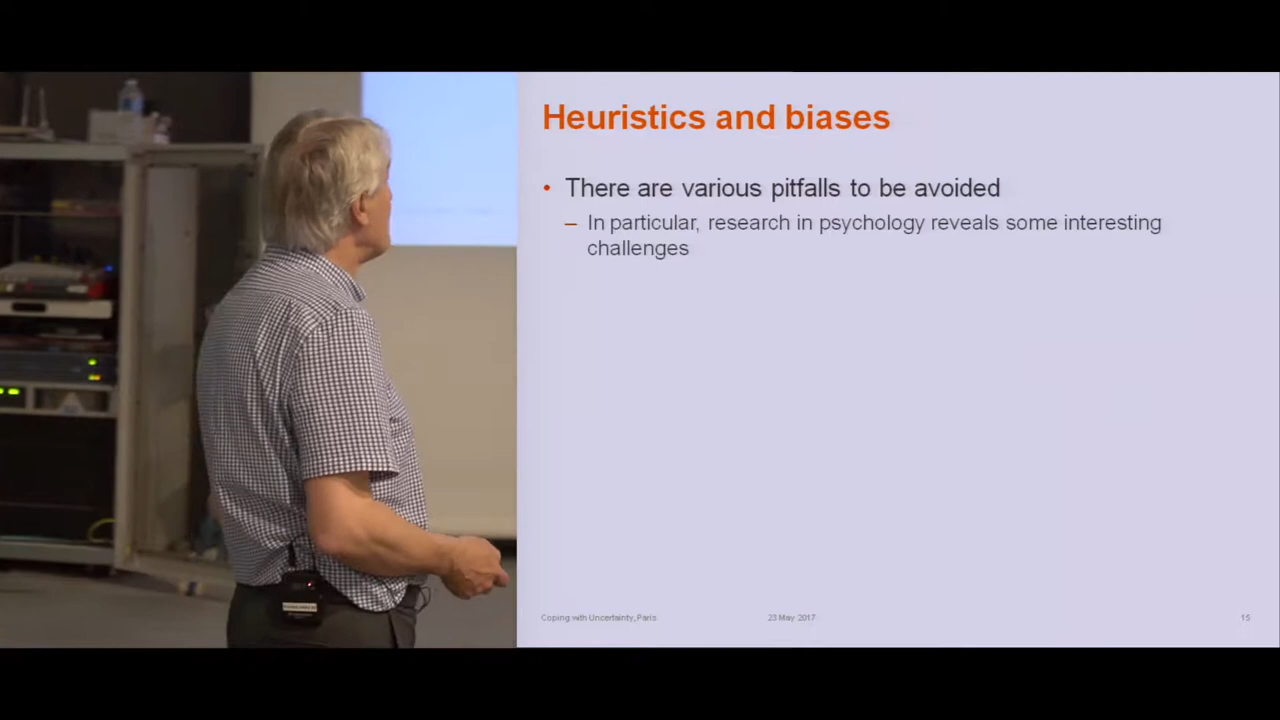 Heuristics and biases
• There are various pitfalls to be avoided
– In particular, research in psychology reveals some interesting
challenges
Coping with Uncertainty, Paris
23 May 2017
15